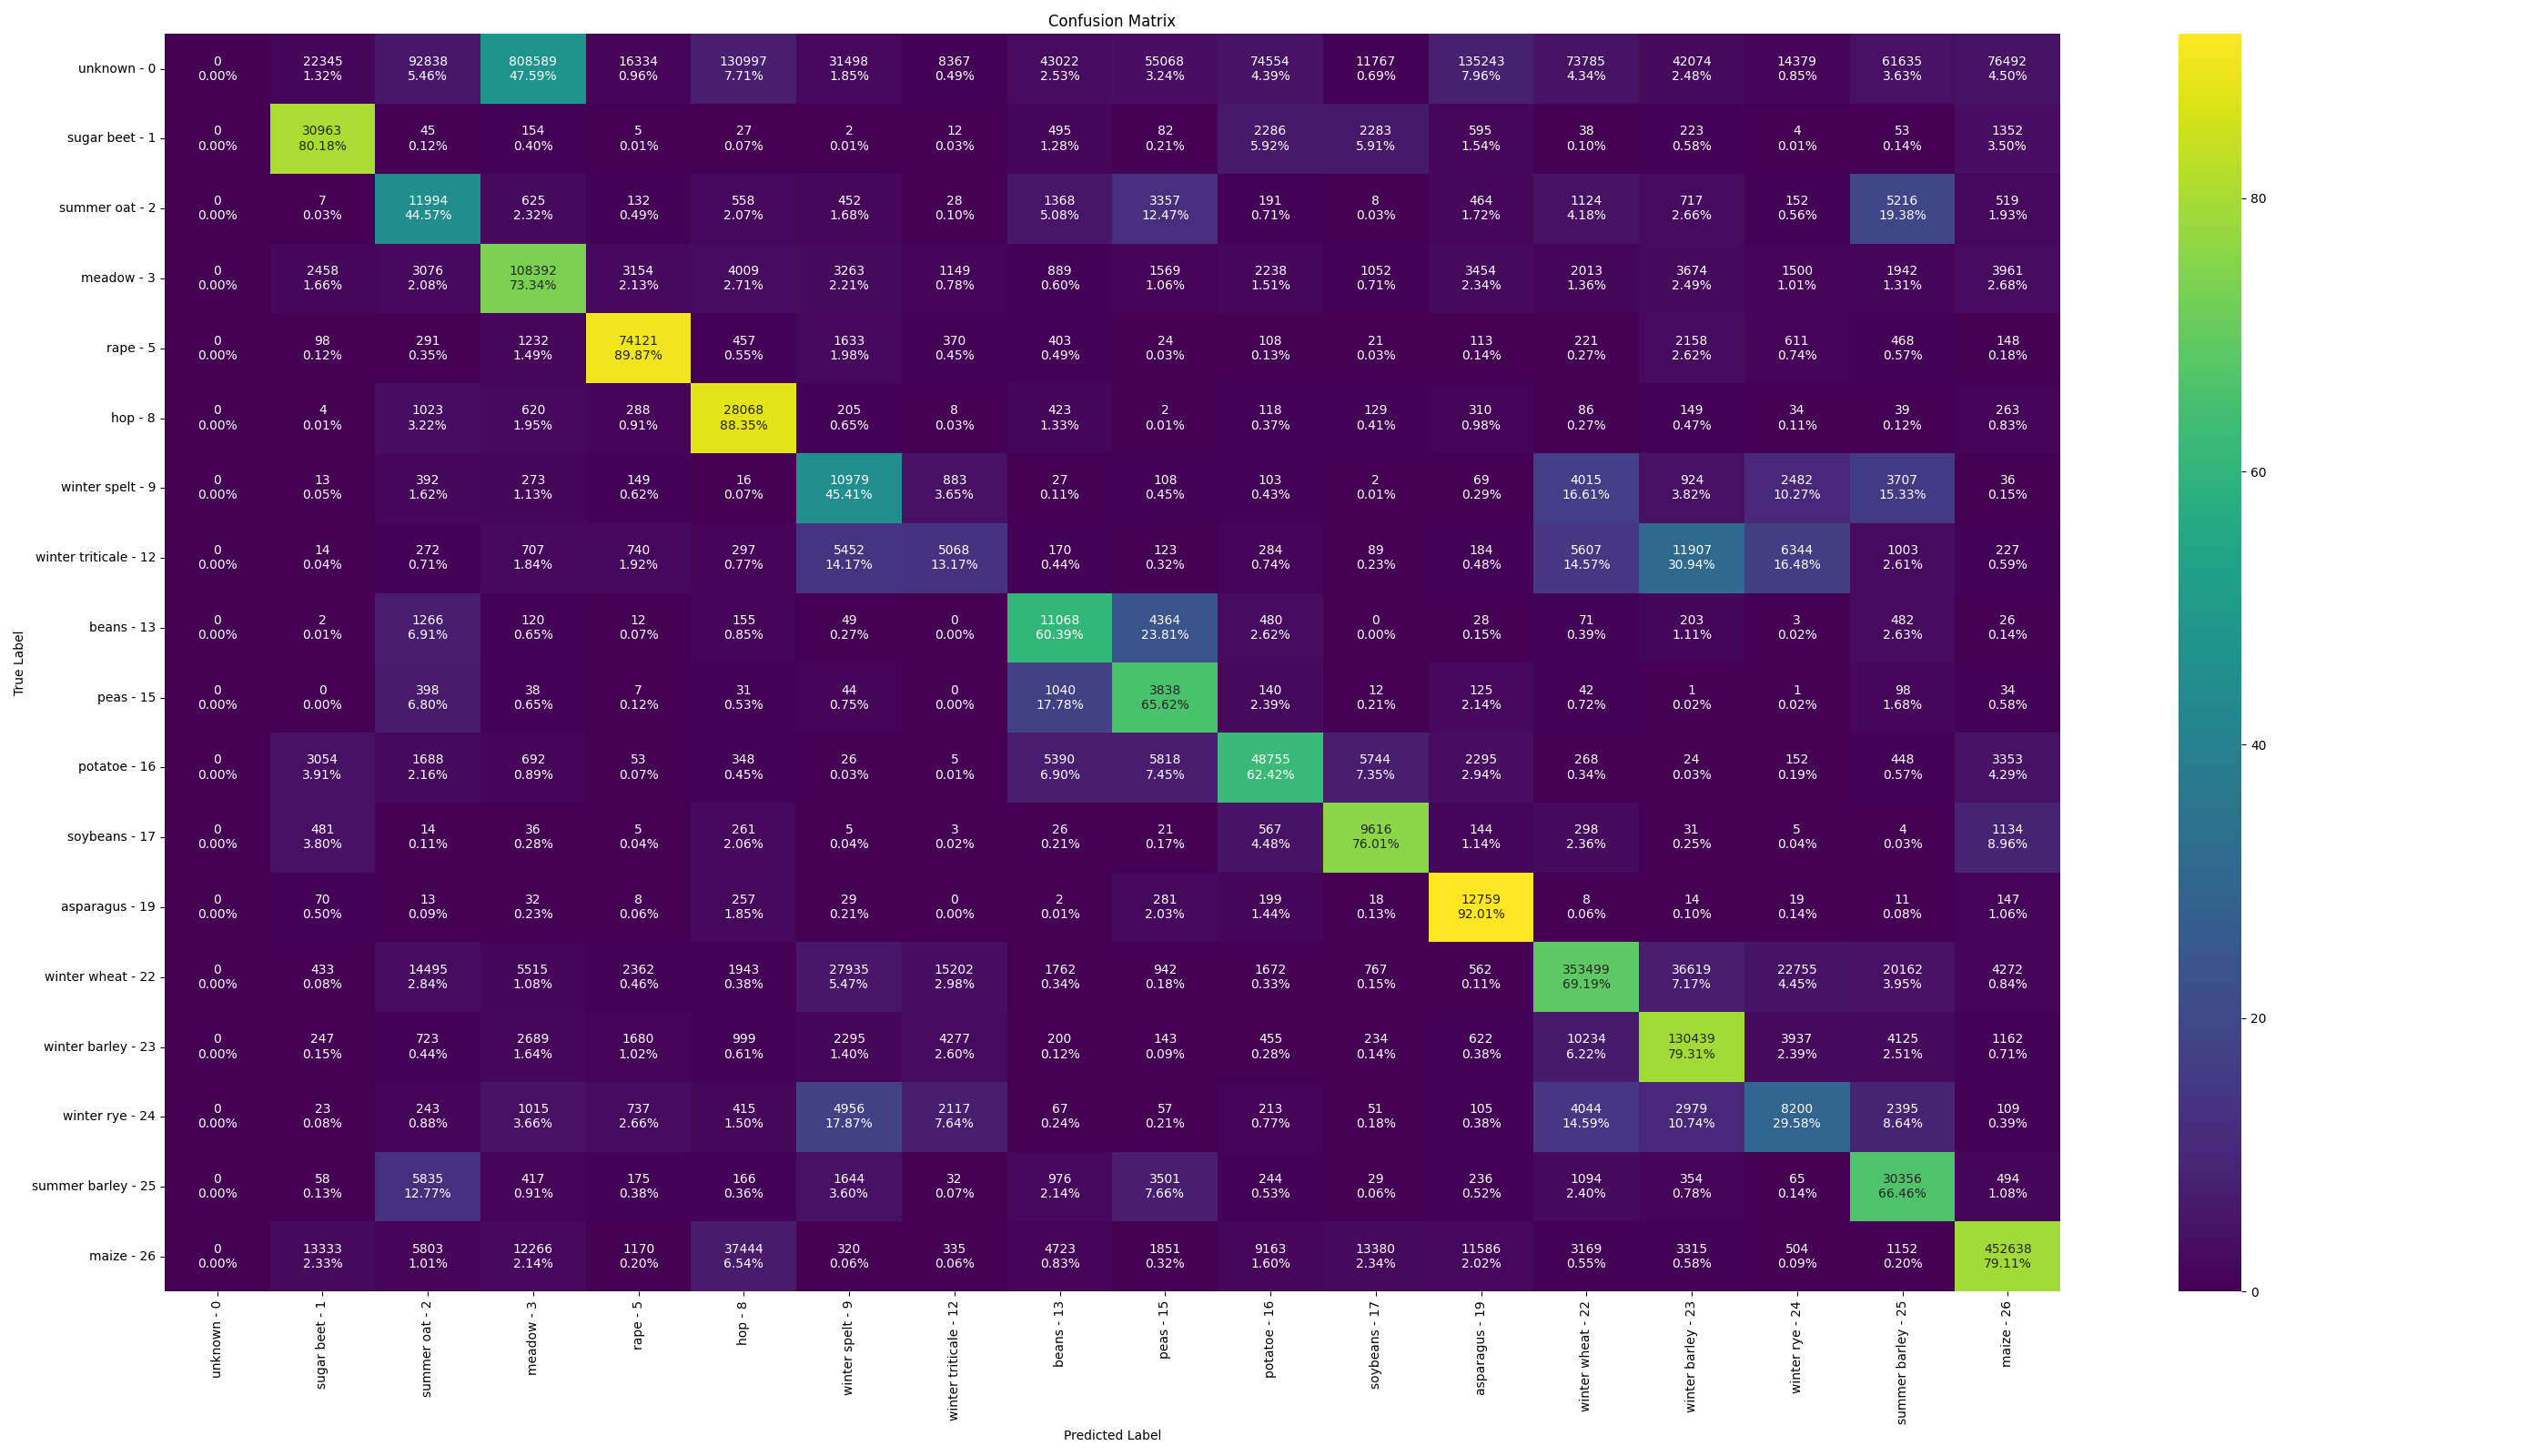 Confusion Matrix
unknown - 0
0 22345 92838 808589 16334 130997 31498 8367 43022 55068 74554 11767 135243 73785 42074 14379 61635 76492
0.00% 1.32% 5.46% 47.59% 0.96% 7.71% 1.85% 0.49% 2.53% 3.24% 4.39% 0.69% 7.96% 4.34% 2.48% 0.85% 3.63% 4.50%
sugar beet - 1
0 30963 45 154 5 27 2 12 495 82 2286 2283 595 38 223 4 53 1352
0.00% 80.18% 0.12% 0.40% 0.01% 0.07% 0.01% 0.03% 1.28% 0.21% 5.92% 5.91% 1.54% 0.10% 0.58% 0.01% 0.14% 3.50%
summer oat - 2
0 7 11994 625 132 558 452 28 1368 3357 191 8 464 1124 717 152 5216 519
0.00% 0.03% 44.57% 2.32% 0.49% 2.07% 1.68% 0.10% 5.08% 12.47% 0.71% 0.03% 1.72% 4.18% 2.66% 0.56% 19.38% 1.93%
meadow - 3
0 2458 3076 108392 3154 4009 3263 1149 889 1569 2238 1052 3454 2013 3674 1500 1942 3961
0.00% 1.66% 2.08% 73.34% 2.13% 2.71% 2.21% 0.78% 0.60% 1.06% 1.51% 0.71% 2.34% 1.36% 2.49% 1.01% 1.31% 2.68%
rape - 5
0 98 291 1232 74121 457 1633 370 403 24 108 21 113 221 2158 611 468 148
0.00% 0.12% 0.35% 1.49% 89.87% 0.55% 1.98% 0.45% 0.49% 0.03% 0.13% 0.03% 0.14% 0.27% 2.62% 0.74% 0.57% 0.18%
hop - 8
0 4 1023 620 288 28068 205 8 423 2 118 129 310 86 149 34 39 263
0.00% 0.01% 3.22% 1.95% 0.91% 88.35% 0.65% 0.03% 1.33% 0.01% 0.37% 0.41% 0.98% 0.27% 0.47% 0.11% 0.12% 0.83%
winter spelt - 9
0 13 392 273 149 16 10979 883 27 108 103 2 69 4015 924 2482 3707 36
0.00% 0.05% 1.62% 1.13% 0.62% 0.07% 45.41% 3.65% 0.11% 0.45% 0.43% 0.01% 0.29% 16.61% 3.82% 10.27% 15.33% 0.15%
winter triticale - 12
0 14 272 707 740 297 5452 5068 170 123 284 89 184 5607 11907 6344 1003 227
0.00% 0.04% 0.71% 1.84% 1.92% 0.77% 14.17% 13.17% 0.44% 0.32% 0.74% 0.23% 0.48% 14.57% 30.94% 16.48% 2.61% 0.59%
beans - 13
0 2 1266 120 12 155 49 0 11068 4364 480 0 28 71 203 3 482 26
0.00% 0.01% 6.91% 0.65% 0.07% 0.85% 0.27% 0.00% 60.39% 23.81% 2.62% 0.00% 0.15% 0.39% 1.11% 0.02% 2.63% 0.14%
peas - 15
0 0 398 38 7 31 44 0 1040 3838 140 12 125 42 1 1 98 34
0.00% 0.00% 6.80% 0.65% 0.12% 0.53% 0.75% 0.00% 17.78% 65.62% 2.39% 0.21% 2.14% 0.72% 0.02% 0.02% 1.68% 0.58%
potatoe - 16
0 3054 1688 692 53 348 26 5 5390 5818 48755 5744 2295 268 24 152 448 3353
0.00% 3.91% 2.16% 0.89% 0.07% 0.45% 0.03% 0.01% 6.90% 7.45% 62.42% 7.35% 2.94% 0.34% 0.03% 0.19% 0.57% 4.29%
soybeans - 17
0 481 14 36 5 261 5 3 26 21 567 9616 144 298 31 5 4 1134
0.00% 3.80% 0.11% 0.28% 0.04% 2.06% 0.04% 0.02% 0.21% 0.17% 4.48% 76.01% 1.14% 2.36% 0.25% 0.04% 0.03% 8.96%
asparagus - 19
0 70 13 32 8 257 29 0 2 281 199 18 12759 8 14 19 11 147
0.00% 0.50% 0.09% 0.23% 0.06% 1.85% 0.21% 0.00% 0.01% 2.03% 1.44% 0.13% 92.01% 0.06% 0.10% 0.14% 0.08% 1.06%
winter wheat - 22
0 433 14495 5515 2362 1943 27935 15202 1762 942 1672 767 562 353499 36619 22755 20162 4272
0.00% 0.08% 2.84% 1.08% 0.46% 0.38% 5.47% 2.98% 0.34% 0.18% 0.33% 0.15% 0.11% 69.19% 7.17% 4.45% 3.95% 0.84%
winter barley - 23
0 247 723 2689 1680 999 2295 4277 200 143 455 234 622 10234 130439 3937 4125 1162
0.00% 0.15% 0.44% 1.64% 1.02% 0.61% 1.40% 2.60% 0.12% 0.09% 0.28% 0.14% 0.38% 6.22% 79.31% 2.39% 2.51% 0.71%
winter rye - 24
0 23 243 1015 737 415 4956 2117 67 57 213 51 105 4044 2979 8200 2395 109
0.00% 0.08% 0.88% 3.66% 2.66% 1.50% 17.87% 7.64% 0.24% 0.21% 0.77% 0.18% 0.38% 14.59% 10.74% 29.58% 8.64% 0.39%
summer barley - 25
0 58 5835 417 175 166 1644 32 976 3501 244 29 236 1094 354 65 30356 494
0.00% 0.13% 12.77% 0.91% 0.38% 0.36% 3.60% 0.07% 2.14% 7.66% 0.53% 0.06% 0.52% 2.40% 0.78% 0.14% 66.46% 1.08%
maize - 26
0 13333 5803 12266 1170 37444 320 335 4723 1851 9163 13380 11586 3169 3315 504 1152 452638
0.00% 2.33% 1.01% 2.14% 0.20% 6.54% 0.06% 0.06% 0.83% 0.32% 1.60% 2.34% 2.02% 0.55% 0.58% 0.09% 0.20% 79.11%
True Label
unknown - 0
sugar beet - 1
summer oat - 2
meadow - 3
rape - 5
hop - 8
winter spelt - 9
winter triticale - 12
beans - 13
peas - 15
potatoe - 16
soybeans - 17
asparagus - 19
winter wheat - 22
winter barley - 23
winter rye - 24
summer barley - 25
maize - 26
Predicted Label
80
60
40
20
0